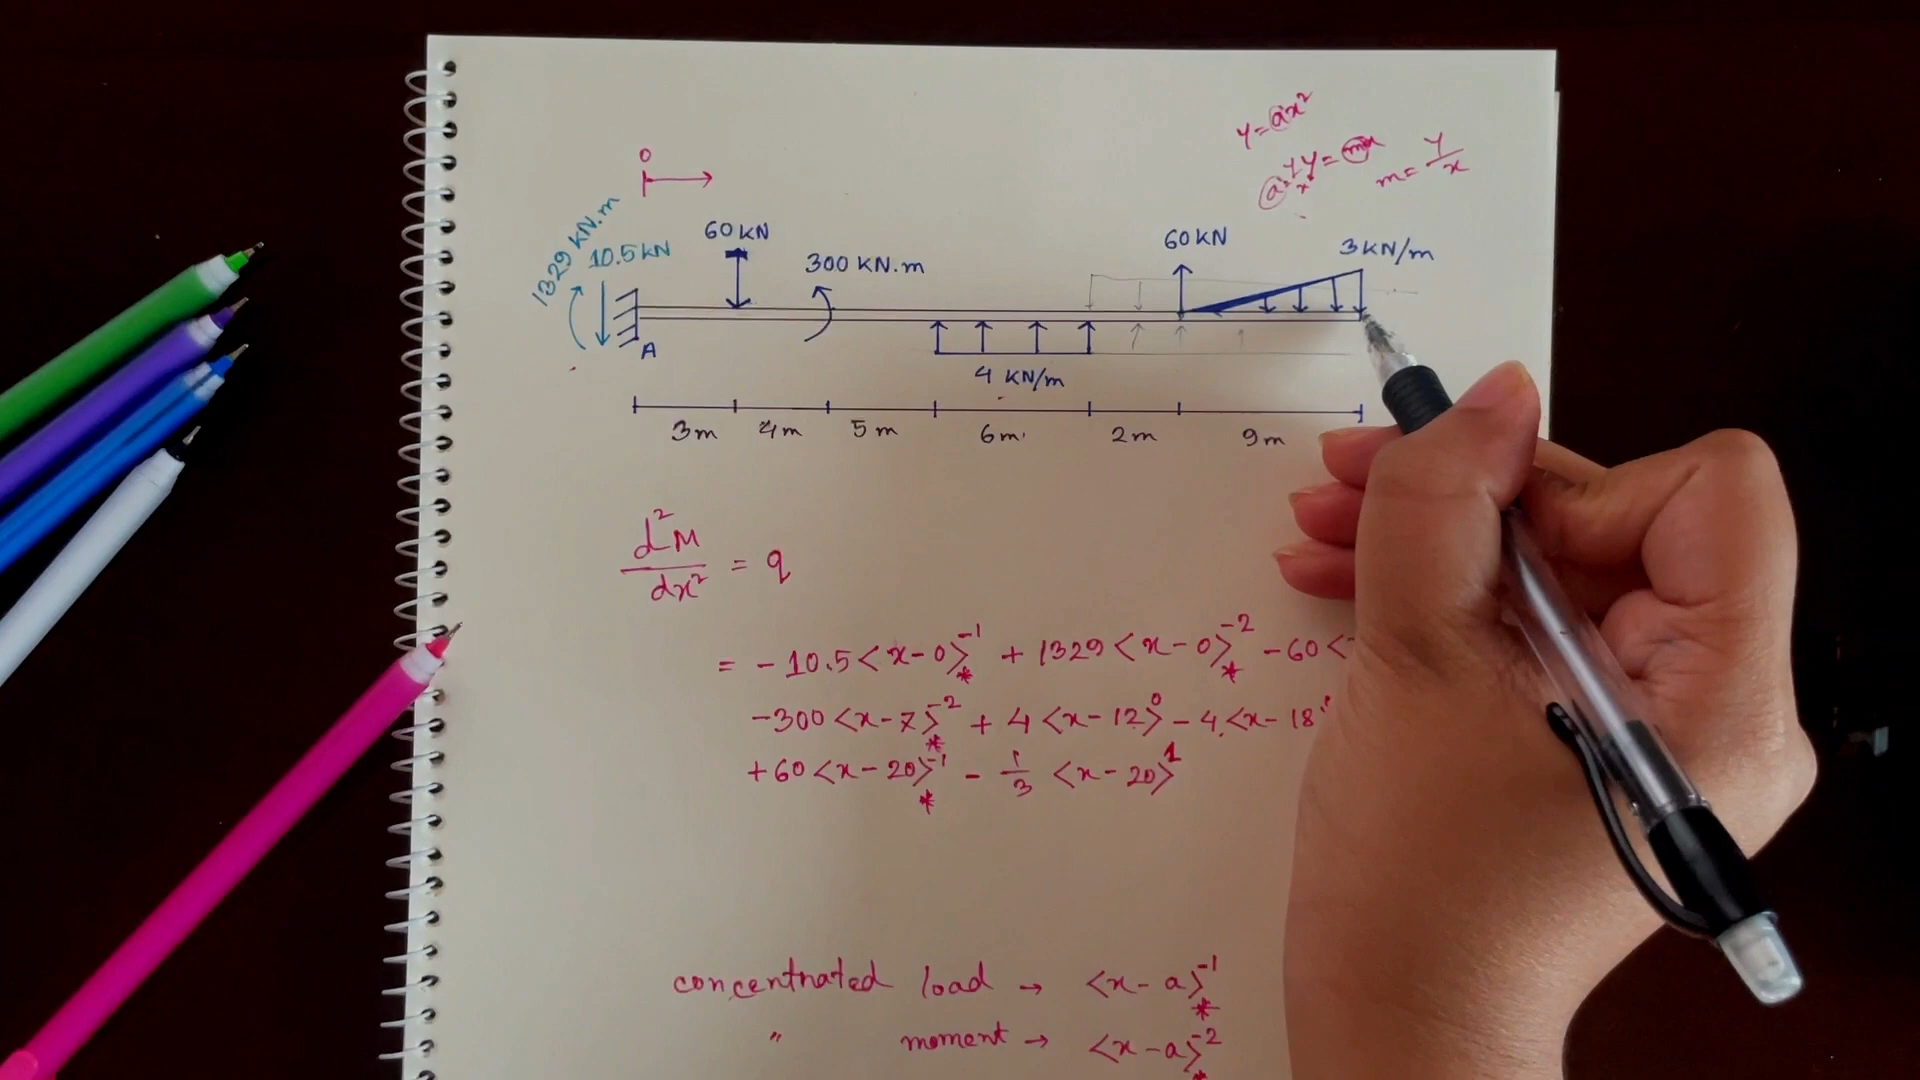 y=ax²
y=mx
m=y/x
0
1329 KN.m
10.5 KN
60 KN
300 KN.m
60 KN
3 KN/m
A
4 KN/m
3m 4m 5m 6m 2m 9m
d²M/dx² = q
= - 10.5 <x-0>⁻¹* + 1329 <x-0>⁻²* - 60 <
- 300 <x-7>⁻²* + 4 <x-12>⁰ - 4 <x-18
+ 60 <x-20>⁻¹* - 1/3 <x-20>¹
concentrated load → <x-a>⁻¹*
" moment → <x-a>⁻²*